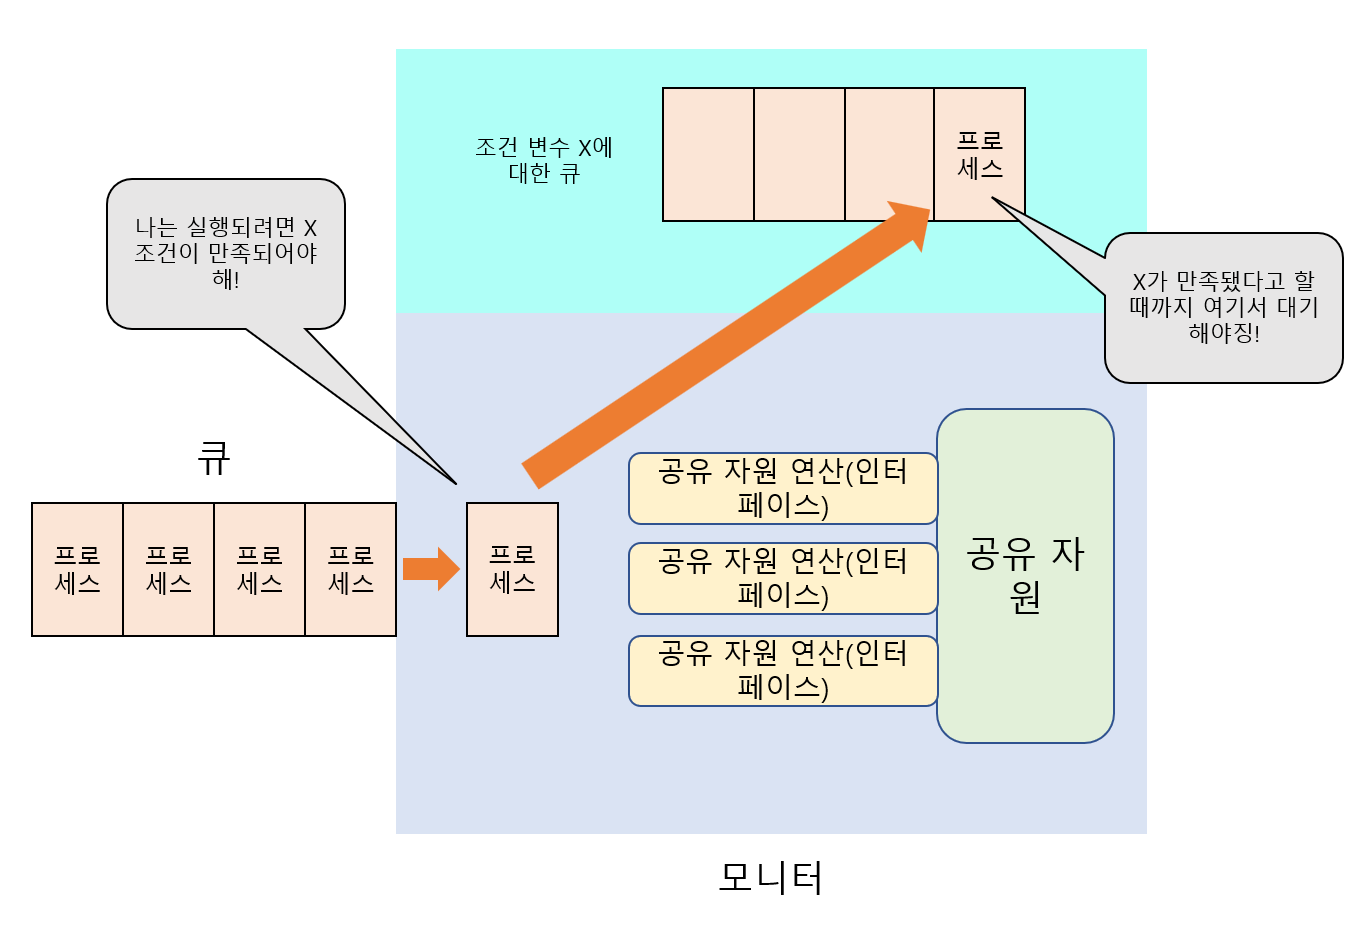 조건 변수 X에
대한 큐
프로
세스
나는 실행되려면 X
조건이 만족되어야
해!
X가 만족됐다고 할
때까지 여기서 대기
해야징!
큐
프로
세스
프로
세스
프로
세스
프로
세스
프로
세스
공유 자원 연산(인터
페이스)
공유 자원 연산(인터
페이스)
공유 자원 연산(인터
페이스)
공유 자
원
모니터